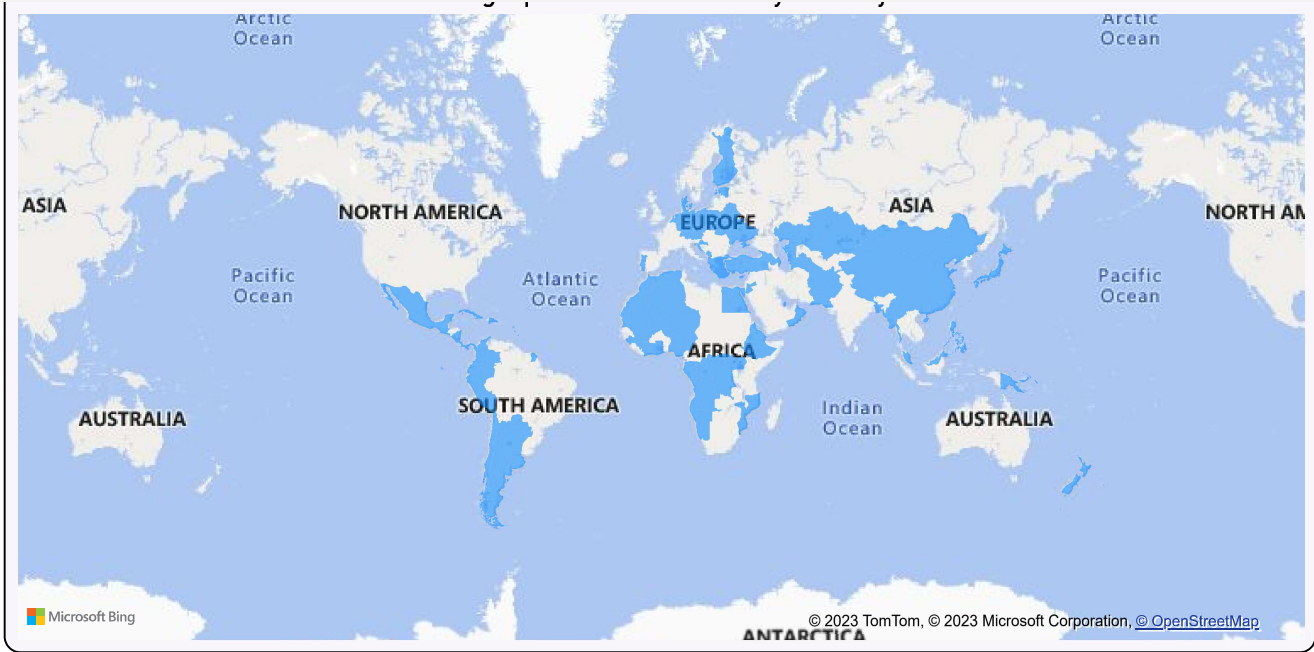 Arctic
Ocean
Arctic
Ocean
ASIA
NORTH AMERICA
EUROPE
ASIA
NORTH AM
Pacific
Ocean
Atlantic
Ocean
Pacific
Ocean
AFRICA
SOUTH AMERICA
AUSTRALIA
Indian
Ocean
AUSTRALIA
Microsoft Bing
© 2023 TomTom, © 2023 Microsoft Corporation, © OpenStreetMap
ANTARCTICA